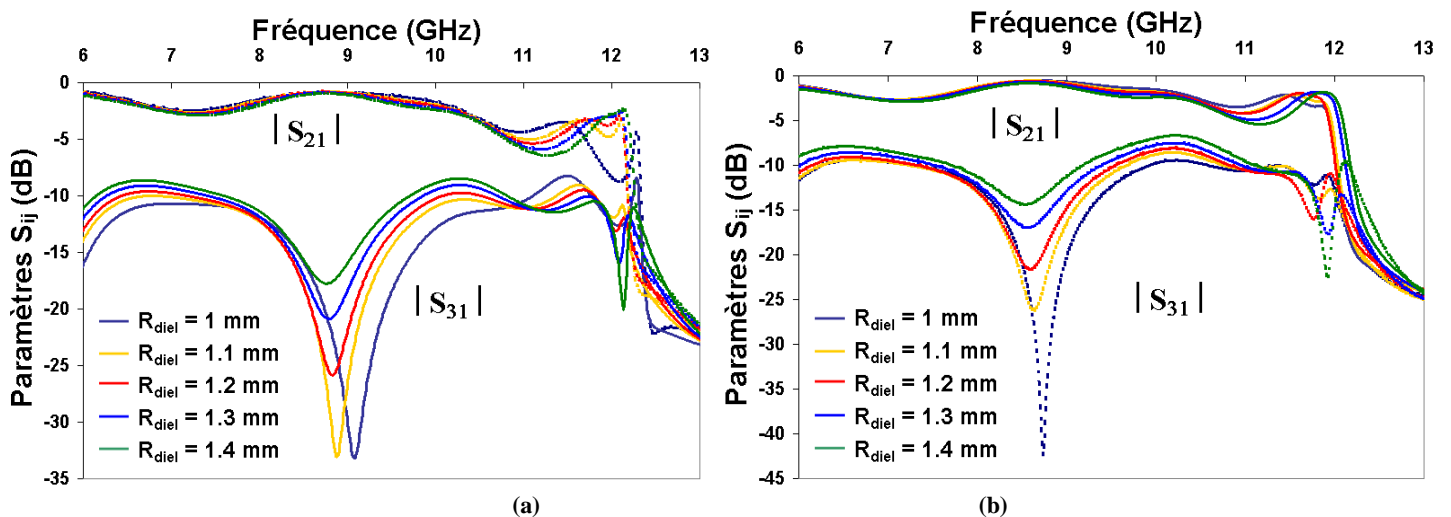 Fréquence (GHz)
6 7 8 9 10 11 12 13
0
-5
-10
-15
-20
-25
-30
-35
Paramètres Sij (dB)
| S21 |
| S31 |
Rdiel = 1 mm
Rdiel = 1.1 mm
Rdiel = 1.2 mm
Rdiel = 1.3 mm
Rdiel = 1.4 mm
(a)
Fréquence (GHz)
6 7 8 9 10 11 12 13
0
-5
-10
-15
-20
-25
-30
-35
-40
-45
Paramètres Sij (dB)
| S21 |
| S31 |
Rdiel = 1 mm
Rdiel = 1.1 mm
Rdiel = 1.2 mm
Rdiel = 1.3 mm
Rdiel = 1.4 mm
(b)